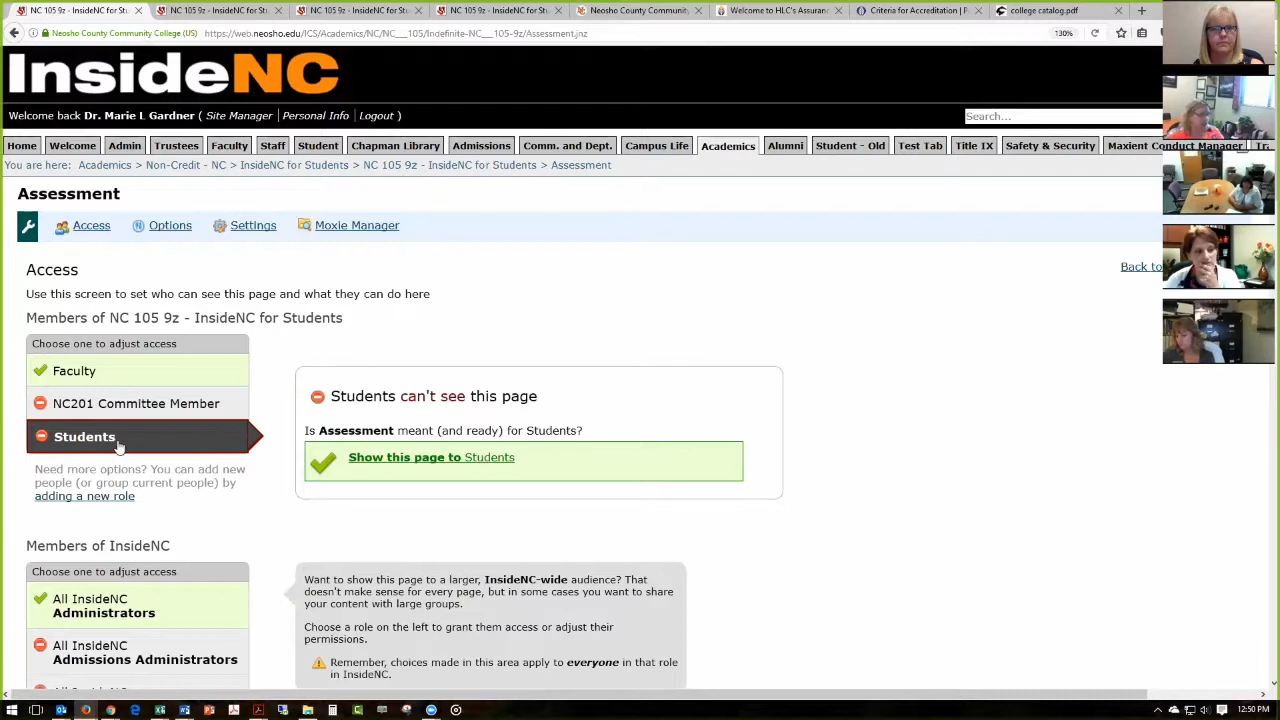 NC 105 9z - InsideNC for Stu
NC 105 9z - InsideNC for St
NC 105 9z - InsideNC for Stu
NC 105 9z - InsideNC for Stu
Neosho County Community
Welcome to HLC's Assuran
Criteria for Accreditation | P
college catalog.pdf
Neosho County Community College (US)
https://web.neosho.edu/ICS/Academics/NC/NC___105/Indefinite-NC___105-9z/Assessment.jnz
130%
InsideNC
Welcome back Dr. Marie L Gardner ( Site Manager | Personal Info | Logout )
Search...
Home
Welcome
Admin
Trustees
Faculty
Staff
Student
Chapman Library
Admissions
Comm. and Dept.
Campus Life
Academics
Alumni
Student - Old
Test Tab
Title IX
Safety & Security
Maxient Conduct Manager
Tr
You are here: Academics > Non-Credit - NC > InsideNC for Students > NC 105 9z - InsideNC for Students > Assessment
Assessment
Access
Options
Settings
Moxie Manager
Access
Back to
Use this screen to set who can see this page and what they can do here
Members of NC 105 9z - InsideNC for Students
Choose one to adjust access
Faculty
NC201 Committee Member
Students
Need more options? You can add new
people (or group current people) by
adding a new role
Students can't see this page
Is Assessment meant (and ready) for Students?
Show this page to Students
Members of InsideNC
Choose one to adjust access
All InsideNC
Administrators
All InsideNC
Admissions Administrators
Want to show this page to a larger, InsideNC-wide audience? That
doesn't make sense for every page, but in some cases you want to share
your content with large groups.
Choose a role on the left to grant them access or adjust their
permissions.
Remember, choices made in this area apply to everyone in that role
in InsideNC.
12:50 PM